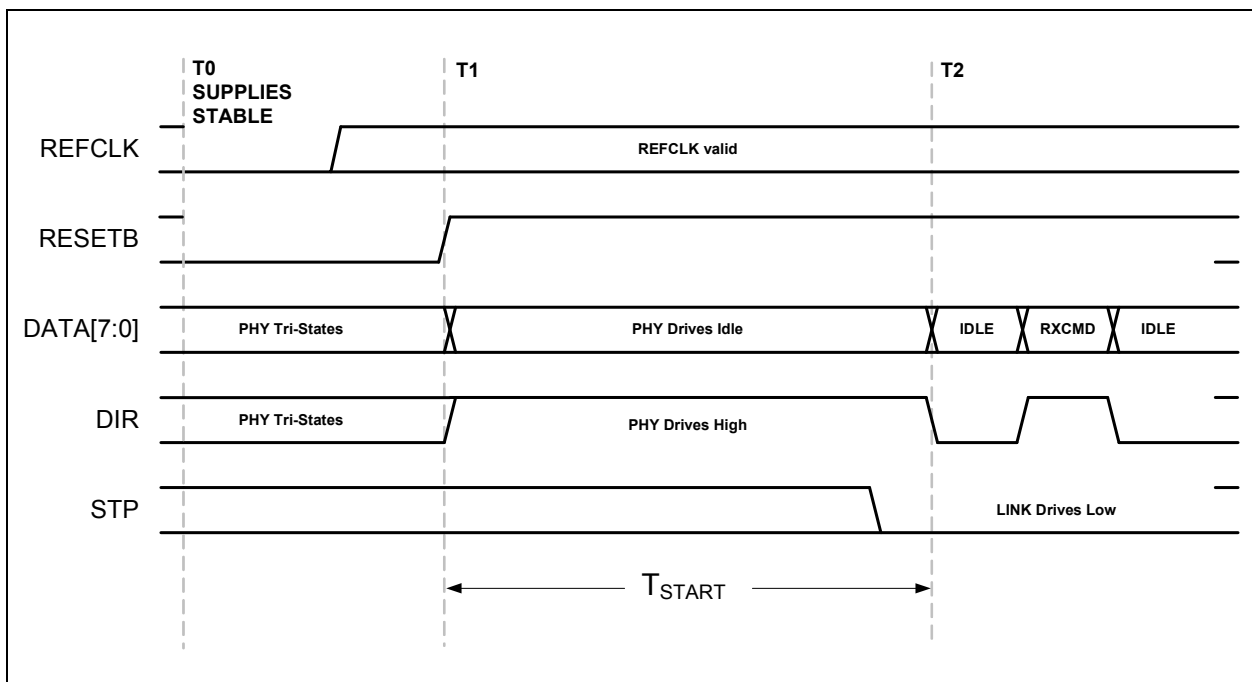 T0
SUPPLIES
STABLE
T1
T2
REFCLK
REFCLK valid
RESETB
DATA[7:0]
PHY Tri-States
PHY Drives Idle
IDLE
RXCMD
IDLE
DIR
PHY Tri-States
PHY Drives High
STP
LINK Drives Low
TSTART